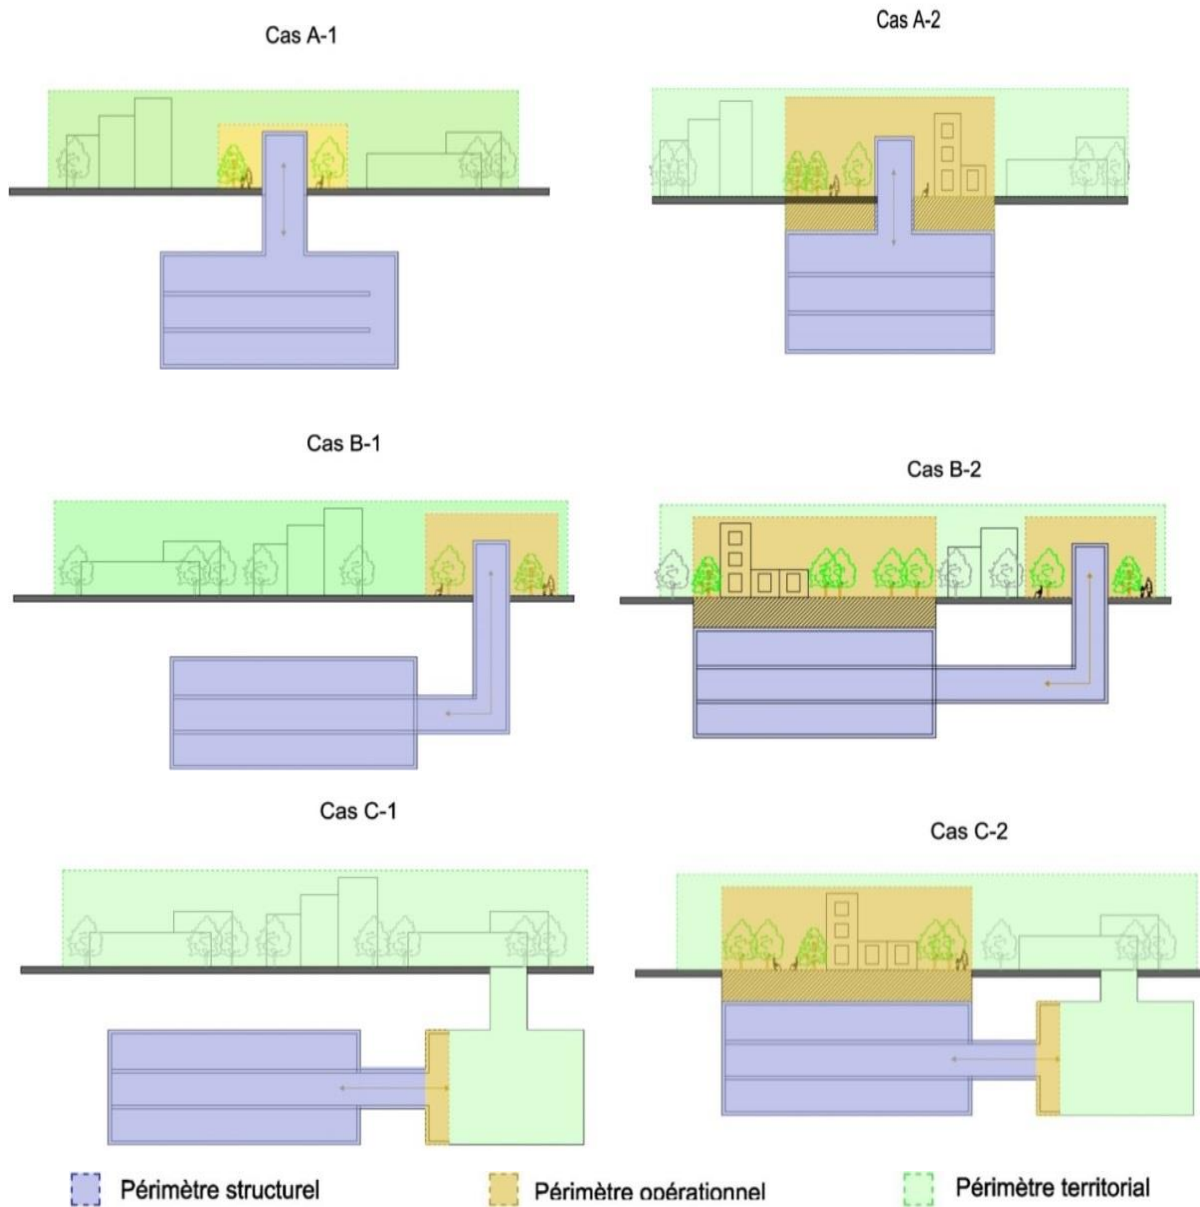 Cas A-1
Cas A-2
Cas B-1
Cas B-2
Cas C-1
Cas C-2
Périmètre structurel
Périmètre opérationnel
Périmètre territorial